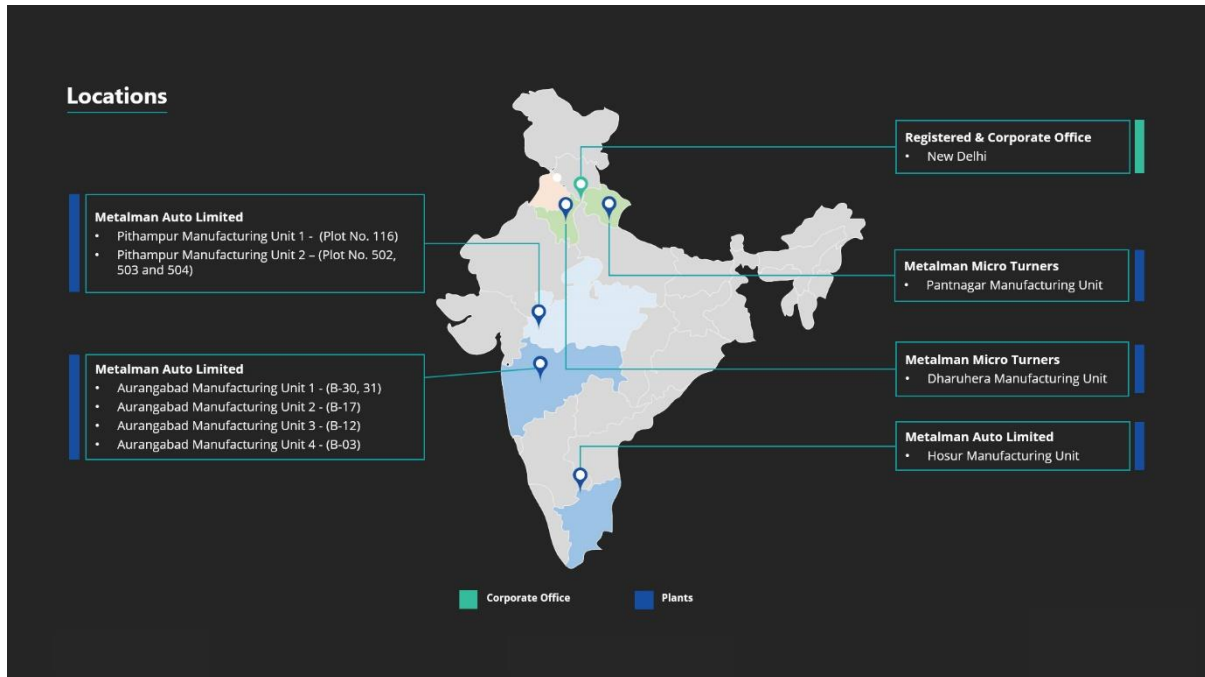 Locations
Metalman Auto Limited
• Pithampur Manufacturing Unit 1 - (Plot No. 116)
• Pithampur Manufacturing Unit 2 – (Plot No. 502,
503 and 504)
Metalman Auto Limited
• Aurangabad Manufacturing Unit 1 - (B-30, 31)
• Aurangabad Manufacturing Unit 2 - (B-17)
• Aurangabad Manufacturing Unit 3 - (B-12)
• Aurangabad Manufacturing Unit 4 - (B-03)
Registered & Corporate Office
• New Delhi
Metalman Micro Turners
• Pantnagar Manufacturing Unit
Metalman Micro Turners
• Dharuhera Manufacturing Unit
Metalman Auto Limited
• Hosur Manufacturing Unit
Corporate Office
Plants